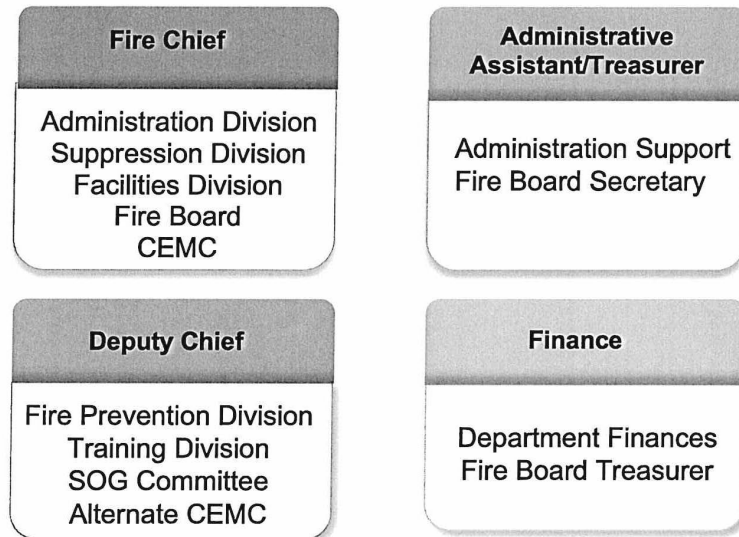 Fire Chief
Administration Division
Suppression Division
Facilities Division
Fire Board
CEMC
Administrative
Assistant/Treasurer
Administration Support
Fire Board Secretary
Deputy Chief
Fire Prevention Division
Training Division
SOG Committee
Alternate CEMC
Finance
Department Finances
Fire Board Treasurer